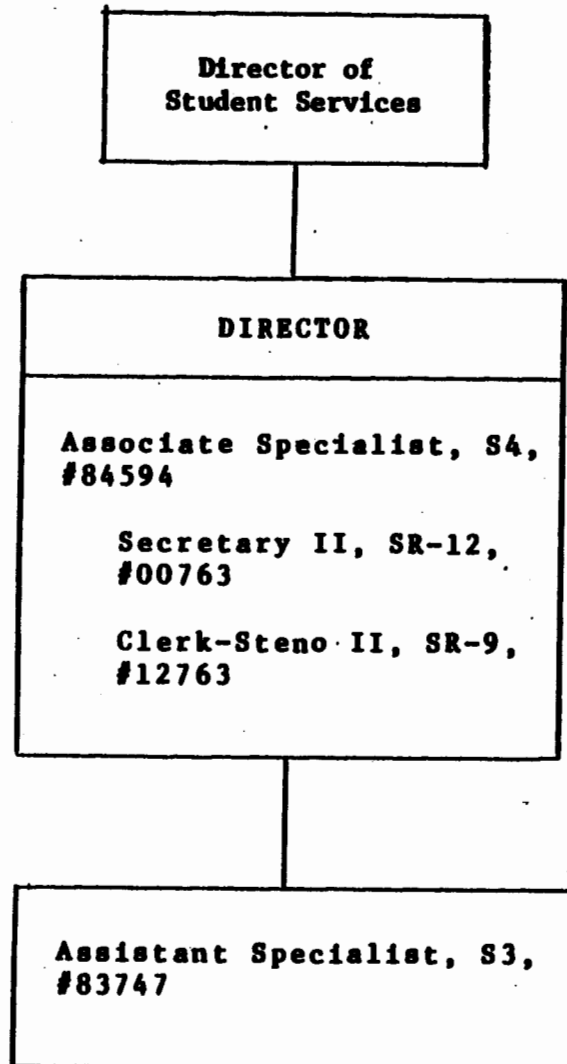 Director of
Student Services
DIRECTOR
Associate Specialist, S4,
#84594
Secretary II, SR-12,
#00763
Clerk-Steno II, SR-9,
#12763
Assistant Specialist, S3,
#83747